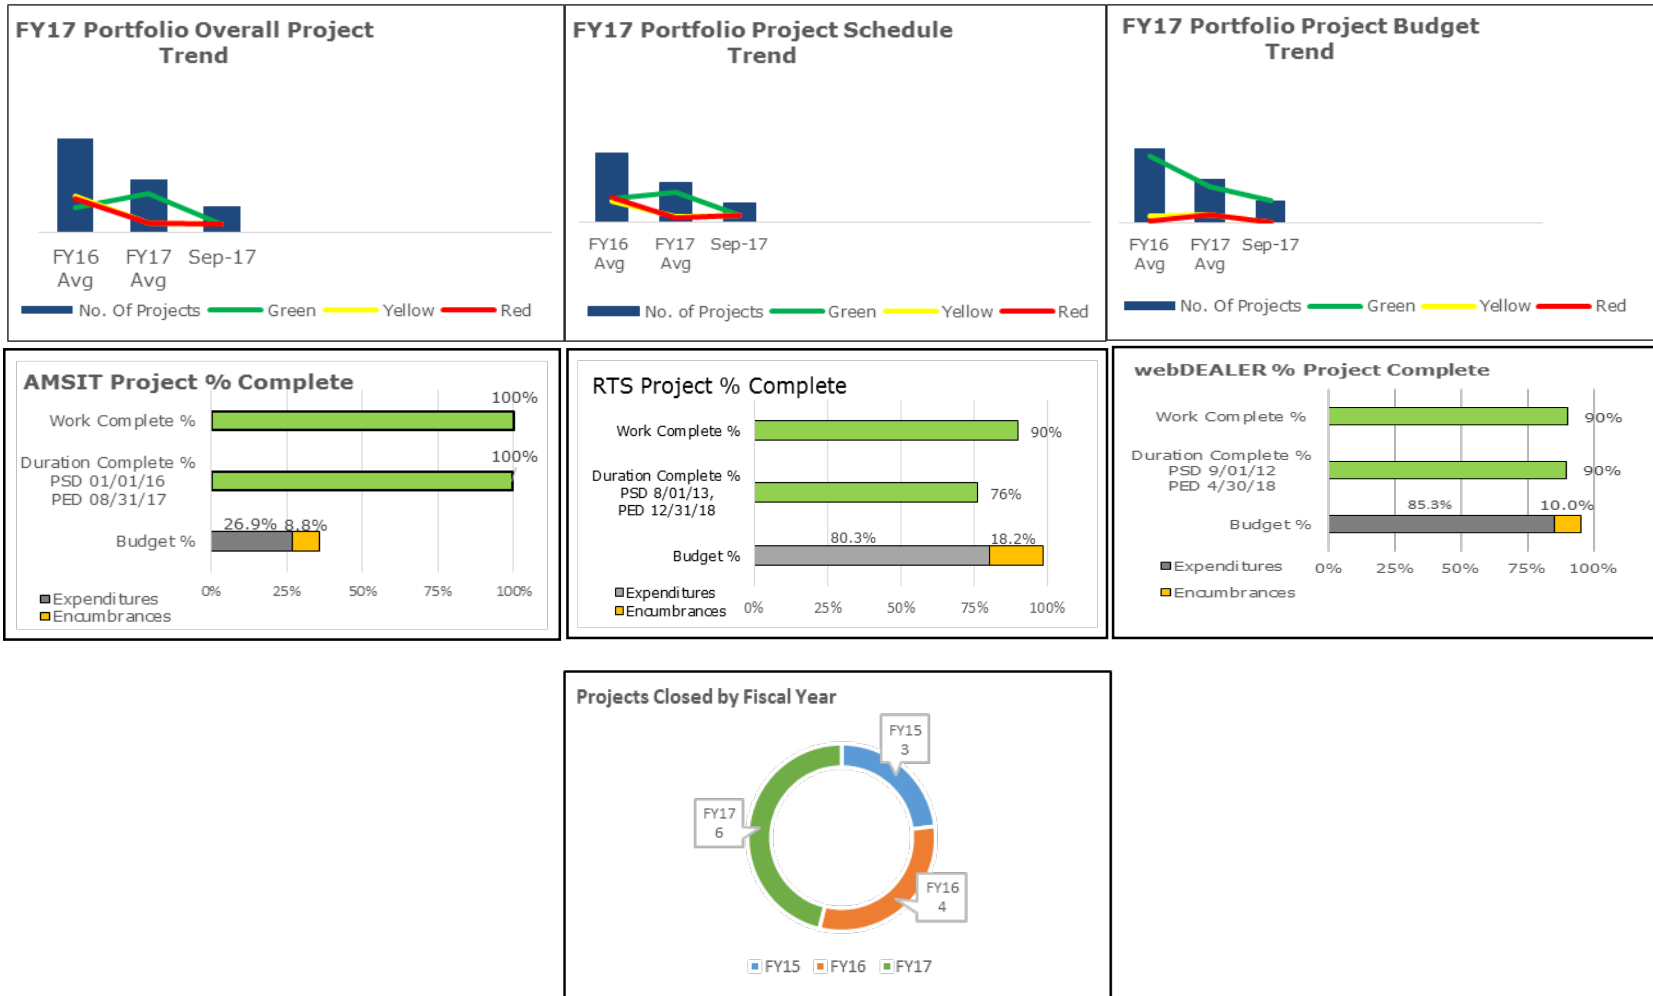 FY17 Portfolio Overall Project
Trend
FY16
Avg
FY17
Avg
Sep-17
No. Of Projects
Green
Yellow
Red
FY17 Portfolio Project Schedule
Trend
FY16
Avg
FY17
Avg
Sep-17
No. of Projects
Green
Yellow
Red
FY17 Portfolio Project Budget
Trend
FY16
Avg
FY17
Avg
Sep-17
No. Of Projects
Green
Yellow
Red
AMSIT Project % Complete
100%
Work Complete %
100%
Duration Complete %
PSD 01/01/16
PED 08/31/17
26.9% 8.8%
Budget %
0% 25% 50% 75% 100%
Expenditures
Encumbrances
RTS Project % Complete
Work Complete %
90%
Duration Complete %
PSD 8/01/13,
PED 12/31/18
76%
80.3% 18.2%
Budget %
Expenditures
Encumbrances
0% 25% 50% 75% 100%
webDEALER % Project Complete
Work Complete %
90%
Duration Complete %
PSD 9/01/12
PED 4/30/18
90%
85.3% 10.0%
Budget %
Expenditures
0% 25% 50% 75% 100%
Encumbrances
Projects Closed by Fiscal Year
FY15
3
FY17
6
FY16
4
FY15 FY16 FY17